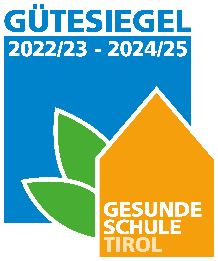 GÜTESIEGEL
2022/23 - 2024/25
GESUNDE
SCHULE
TIROL